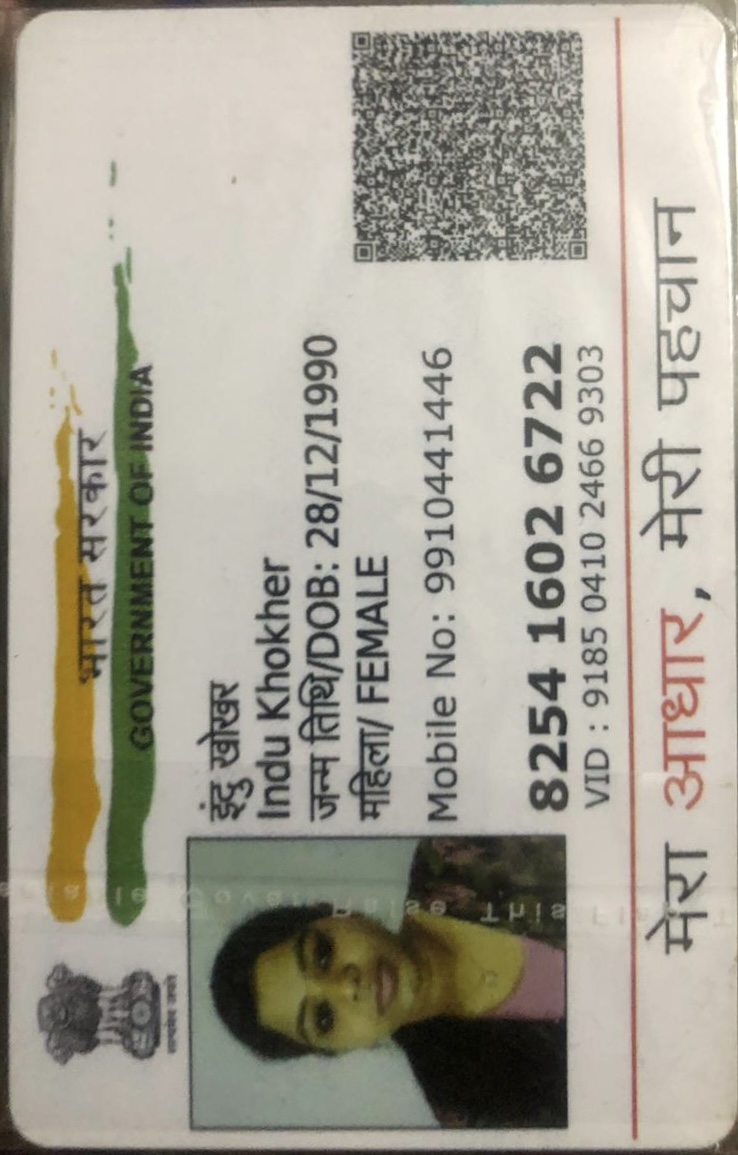 सत्यमेव जयते
भारत सरकार
GOVERNMENT OF INDIA
इंदु खोखर
Indu Khokher
जन्म तिथि/DOB: 28/12/1990
महिला/ FEMALE
Mobile No: 9910441446
8254 1602 6722
VID : 9185 0410 2466 9303
मेरा आधार, मेरी पहचान